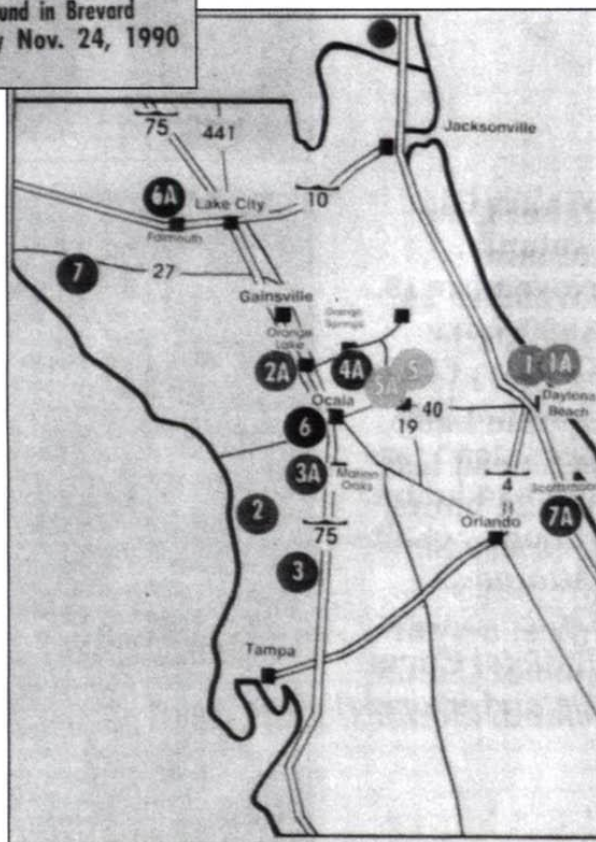 und in Brevard
Nov. 24, 1990
Jacksonville
75
441
6A
Lake City
10
Falmouth
7
27
Gainsville
Orange
Springs
Orange
Lake
2A
4A
5A
5
1
1A
Ocala
40
Daytona
Beach
19
6
3A
Marion
Oaks
4
Scottsmoor
2
Orlando
7A
75
3
Tampa